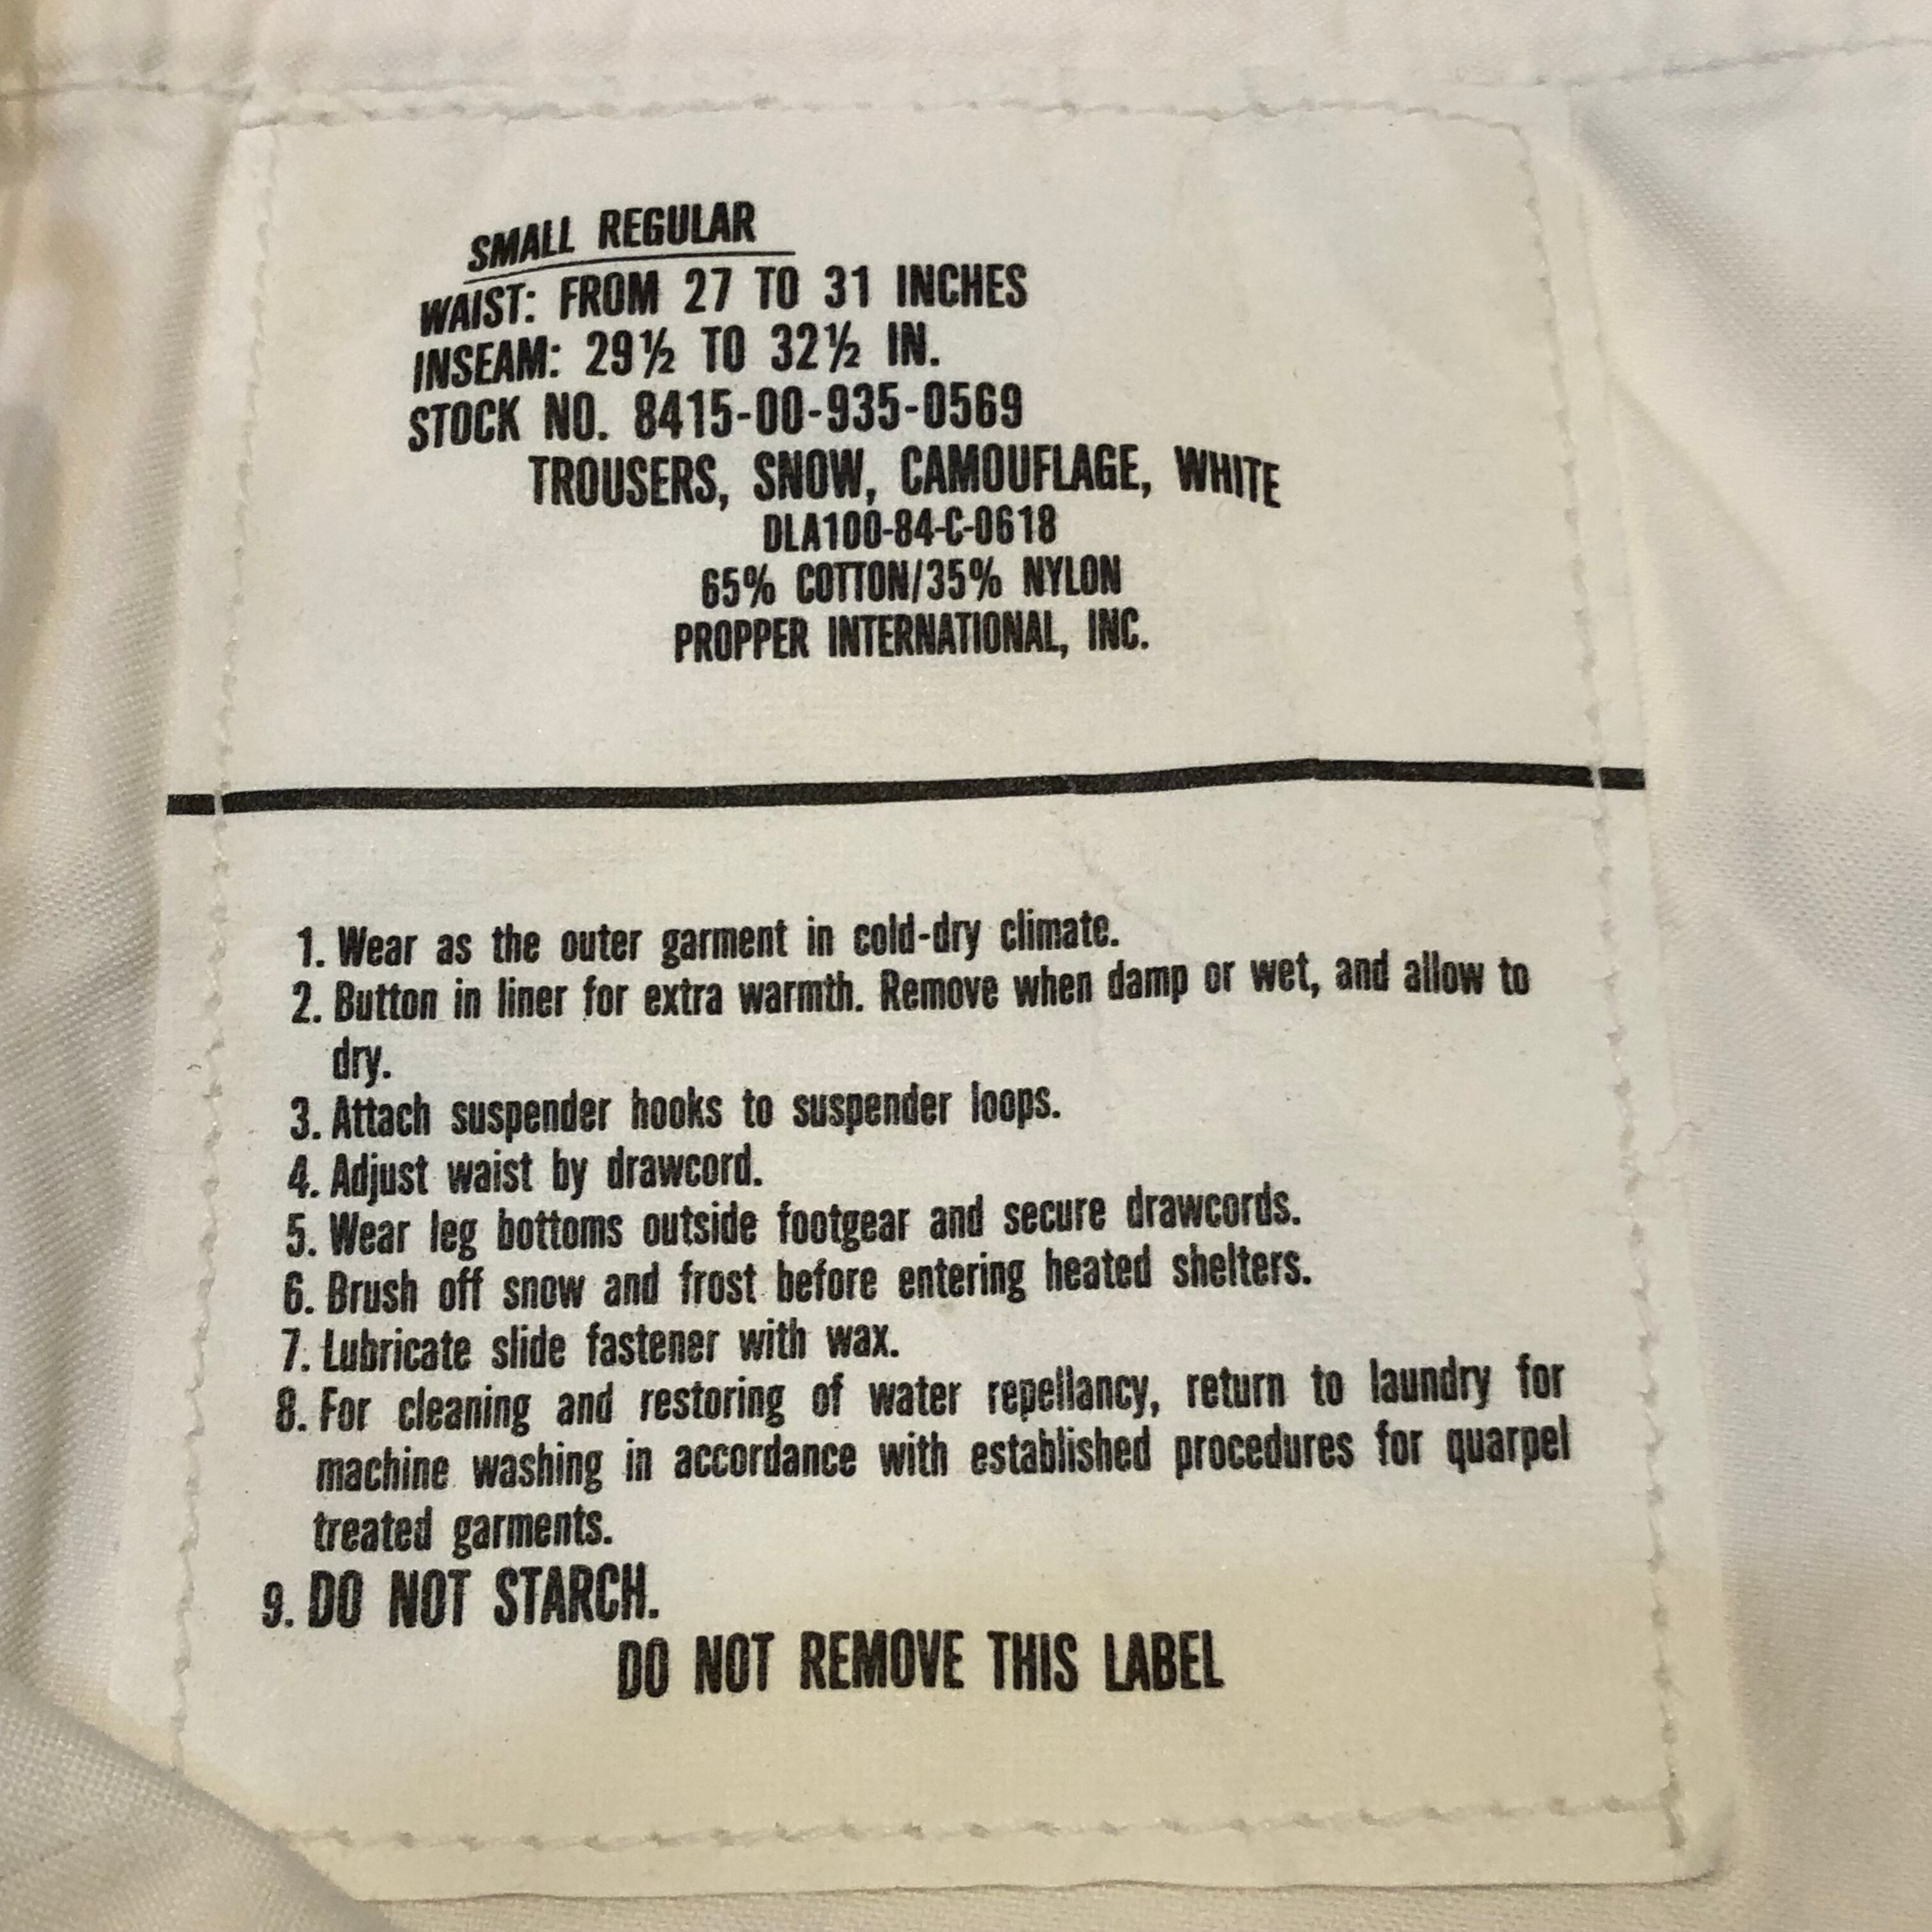 SMALL REGULAR
WAIST: FROM 27 TO 31 INCHES
INSEAM: 29½ TO 32½ IN.
STOCK NO. 8415-00-935-0569
TROUSERS, SNOW, CAMOUFLAGE, WHITE
DLA100-84-C-0618
65% COTTON/35% NYLON
PROPPER INTERNATIONAL, INC.
1. Wear as the outer garment in cold-dry climate.
2. Button in liner for extra warmth. Remove when damp or wet, and allow to
dry.
3. Attach suspender hooks to suspender loops.
4. Adjust waist by drawcord.
5. Wear leg bottoms outside footgear and secure drawcords.
6. Brush off snow and frost before entering heated shelters.
7. Lubricate slide fastener with wax.
8. For cleaning and restoring of water repellancy, return to laundry for
machine washing in accordance with established procedures for quarpel
treated garments.
9. DO NOT STARCH.
DO NOT REMOVE THIS LABEL